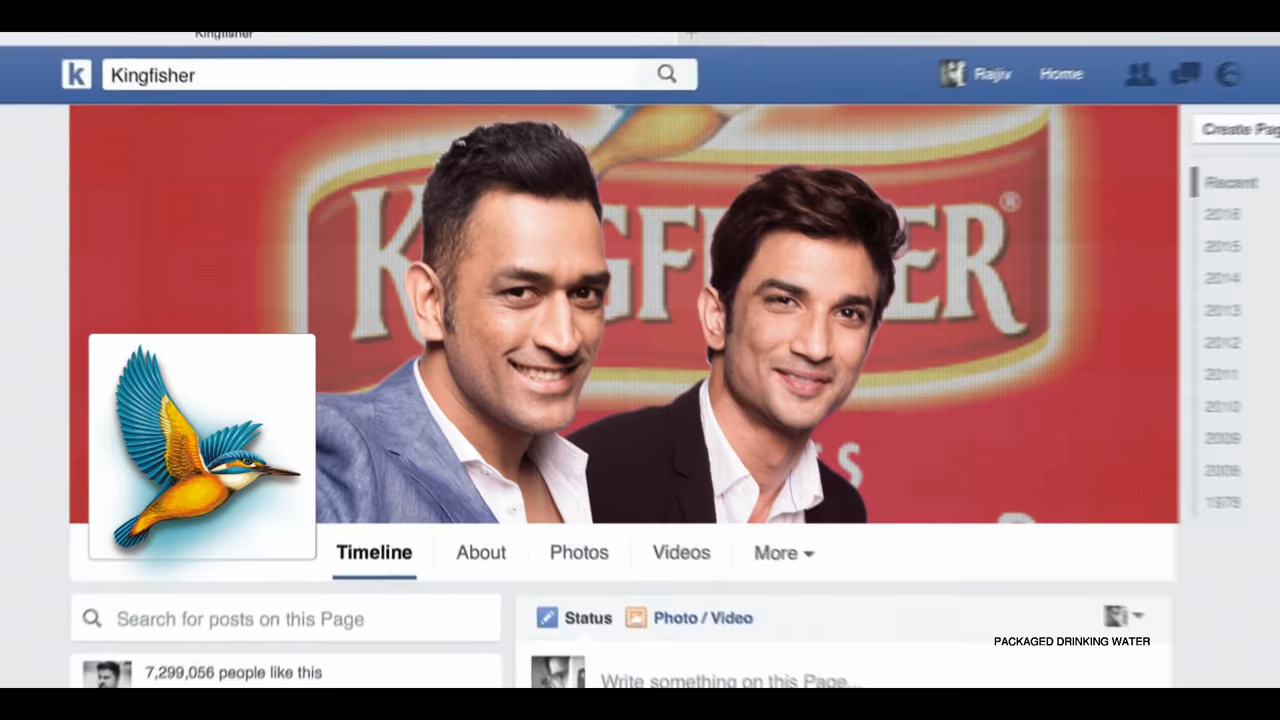 Kingfisher
k Kingfisher Rajiv Home
Create Pag
KINGFISHER®
Recent
2016
2015
2014
2013
2012
2011
2010
2009
2008
1978
S
Timeline About Photos Videos More
Search for posts on this Page
Status Photo / Video
PACKAGED DRINKING WATER
7,299,056 people like this
Write something on this Page...